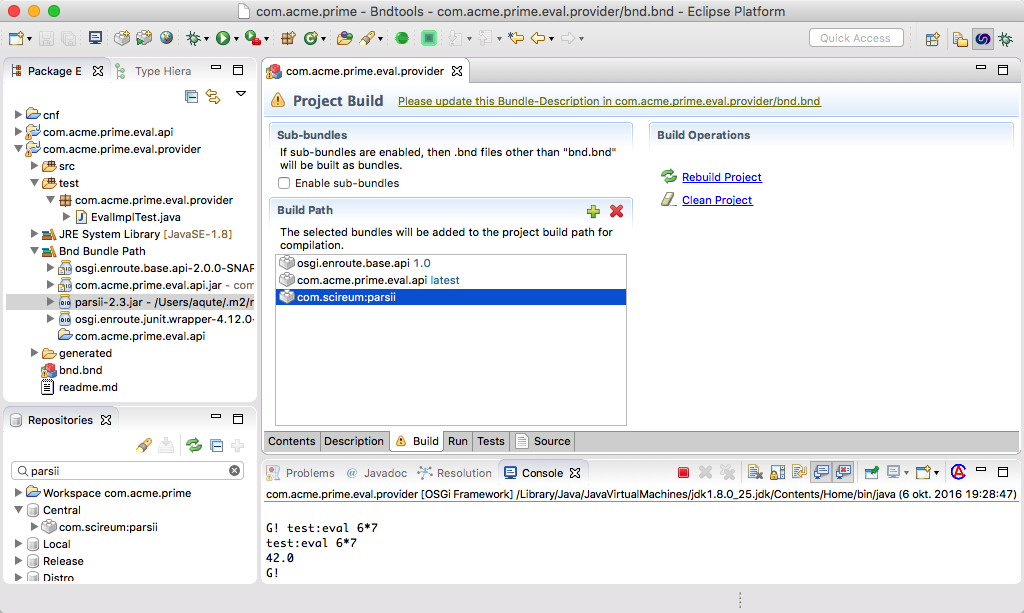 com.acme.prime - Bndtools - com.acme.prime.eval.provider/bnd.bnd - Eclipse Platform
Quick Access
Package E
Type Hiera
cnf
com.acme.prime.eval.api
com.acme.prime.eval.provider
src
test
com.acme.prime.eval.provider
EvalImplTest.java
JRE System Library [JavaSE-1.8]
Bnd Bundle Path
osgi.enroute.base.api-2.0.0-SNAF
com.acme.prime.eval.api.jar - com
parsii-2.3.jar - /Users/aqute/.m2/r
osgi.enroute.junit.wrapper-4.12.0-
com.acme.prime.eval.api
generated
bnd.bnd
readme.md
Repositories
parsii
Workspace com.acme.prime
Central
com.scireum:parsii
Local
Release
Distro
com.acme.prime.eval.provider
Project Build
Please update this Bundle-Description in com.acme.prime.eval.provider/bnd.bnd
Sub-bundles
If sub-bundles are enabled, then .bnd files other than "bnd.bnd"
will be built as bundles.
Enable sub-bundles
Build Path
The selected bundles will be added to the project build path for
compilation.
osgi.enroute.base.api 1.0
com.acme.prime.eval.api latest
com.scireum:parsii
Build Operations
Rebuild Project
Clean Project
Contents Description Build Run Tests Source
Problems @ Javadoc Resolution Console
com.acme.prime.eval.provider [OSGi Framework] /Library/Java/JavaVirtualMachines/jdk1.8.0_25.jdk/Contents/Home/bin/java (6 okt. 2016 19:28:47)
G! test:eval 6*7
test:eval 6*7
42.0
G!